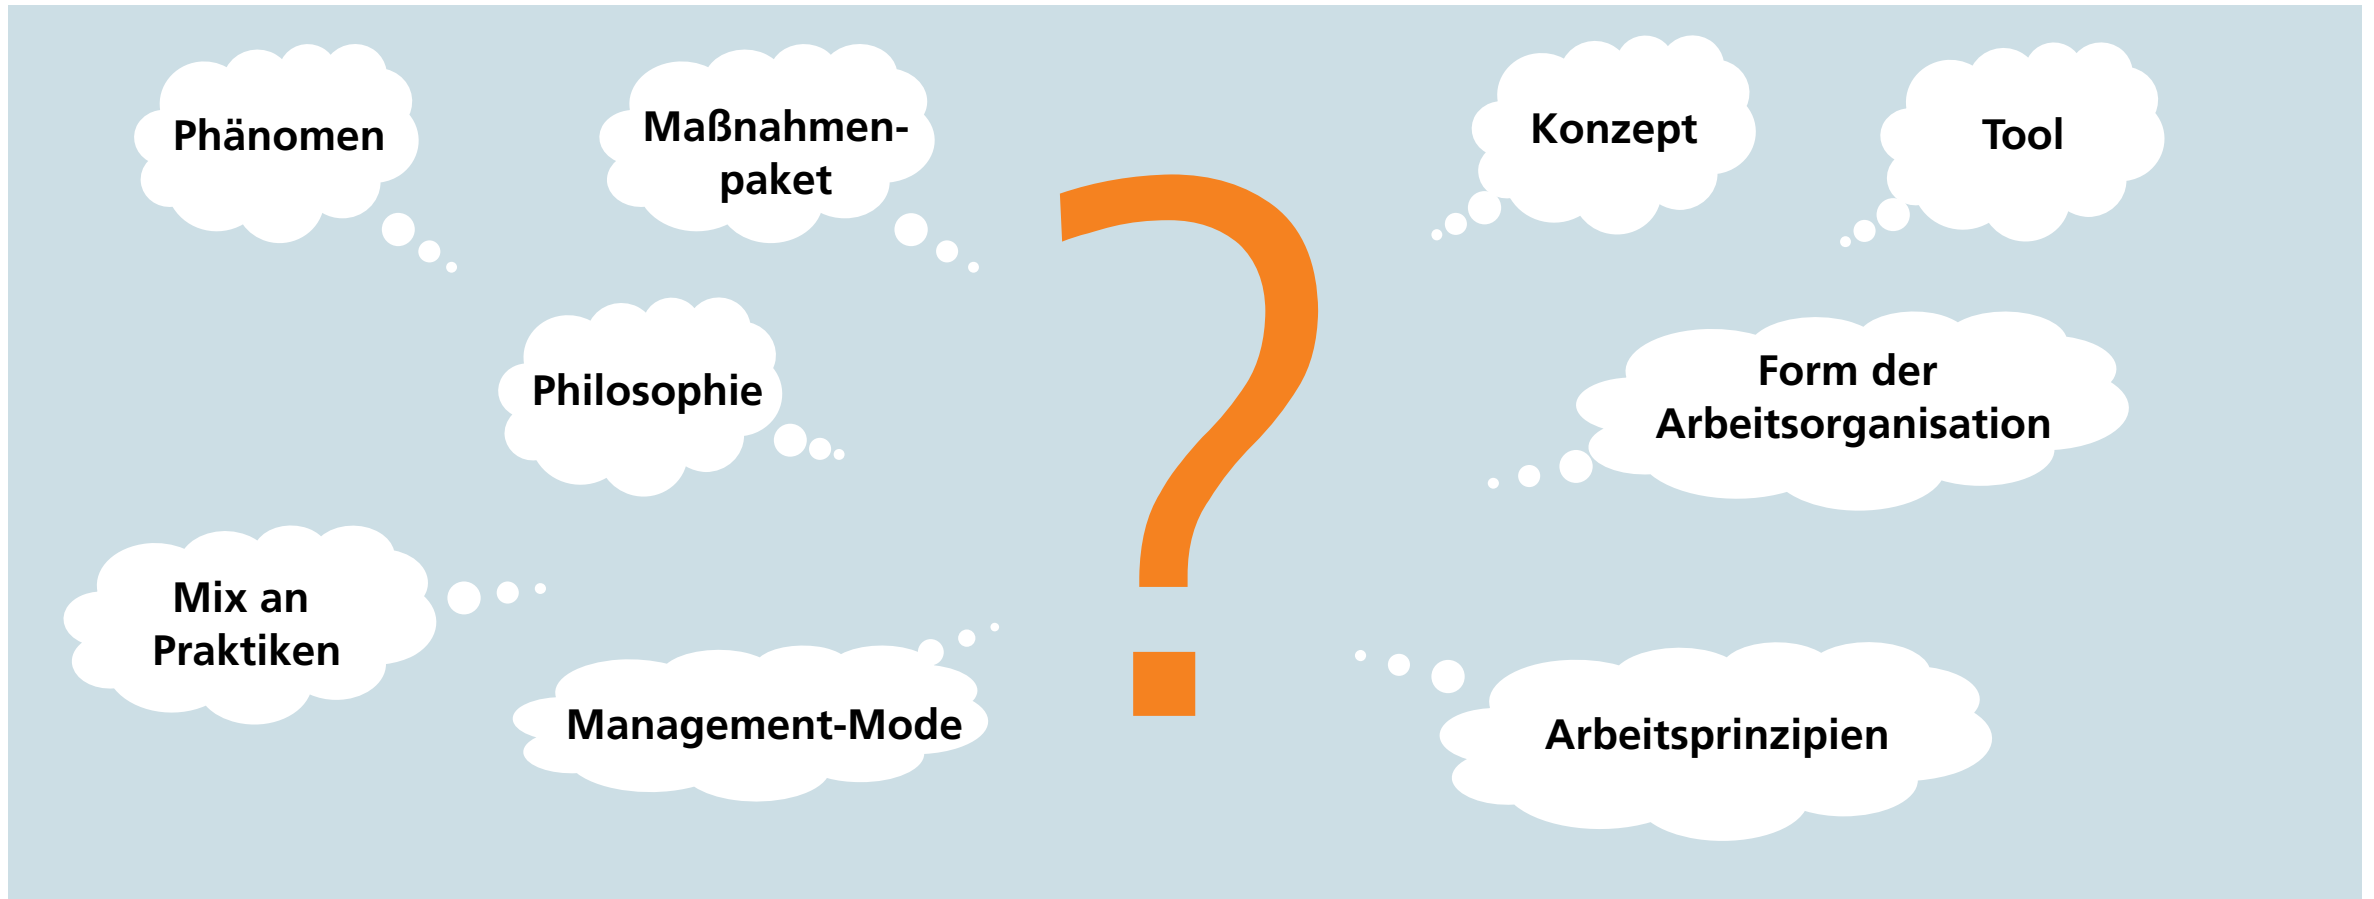 Phänomen
Maßnahmen-
paket
Konzept
Tool
?
Philosophie
Form der
Arbeitsorganisation
Mix an
Praktiken
Management-Mode
Arbeitsprinzipien